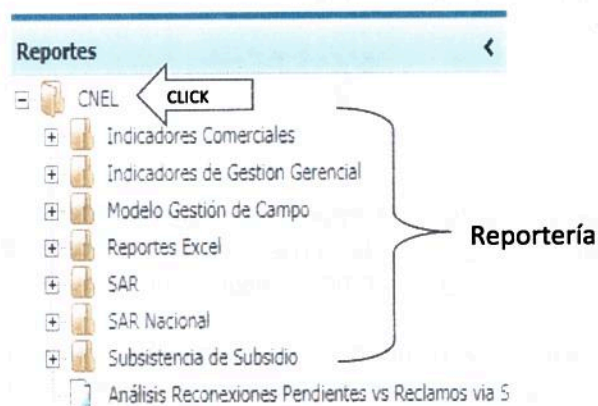 Reportes
CNEL CLICK
Indicadores Comerciales
Indicadores de Gestion Gerencial
Modelo Gestión de Campo
Reportes Excel
Reportería
SAR
SAR Nacional
Subsistencia de Subsidio
Análisis Reconexiones Pendientes vs Reclamos via S